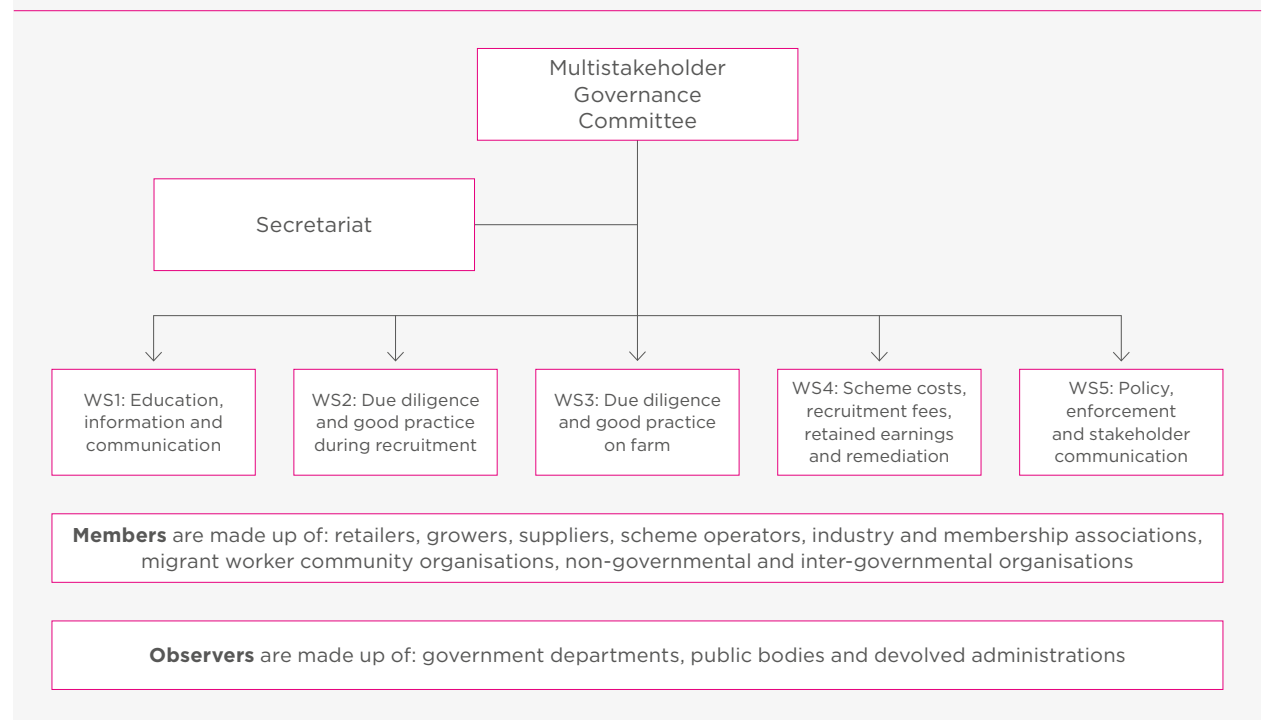 Multistakeholder
Governance
Committee
Secretariat
WS1: Education,
information and
communication
WS2: Due diligence
and good practice
during recruitment
WS3: Due diligence
and good practice
on farm
WS4: Scheme costs,
recruitment fees,
retained earnings
and remediation
WS5: Policy,
enforcement
and stakeholder
communication
Members are made up of: retailers, growers, suppliers, scheme operators, industry and membership associations,
migrant worker community organisations, non-governmental and inter-governmental organisations
Observers are made up of: government departments, public bodies and devolved administrations